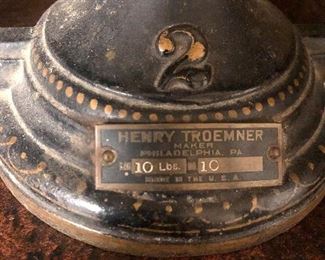 2
HENRY TROEMNER
MAKER
PHILADELPHIA, PA.
10 LBS. 10
IN THE U.S.A.